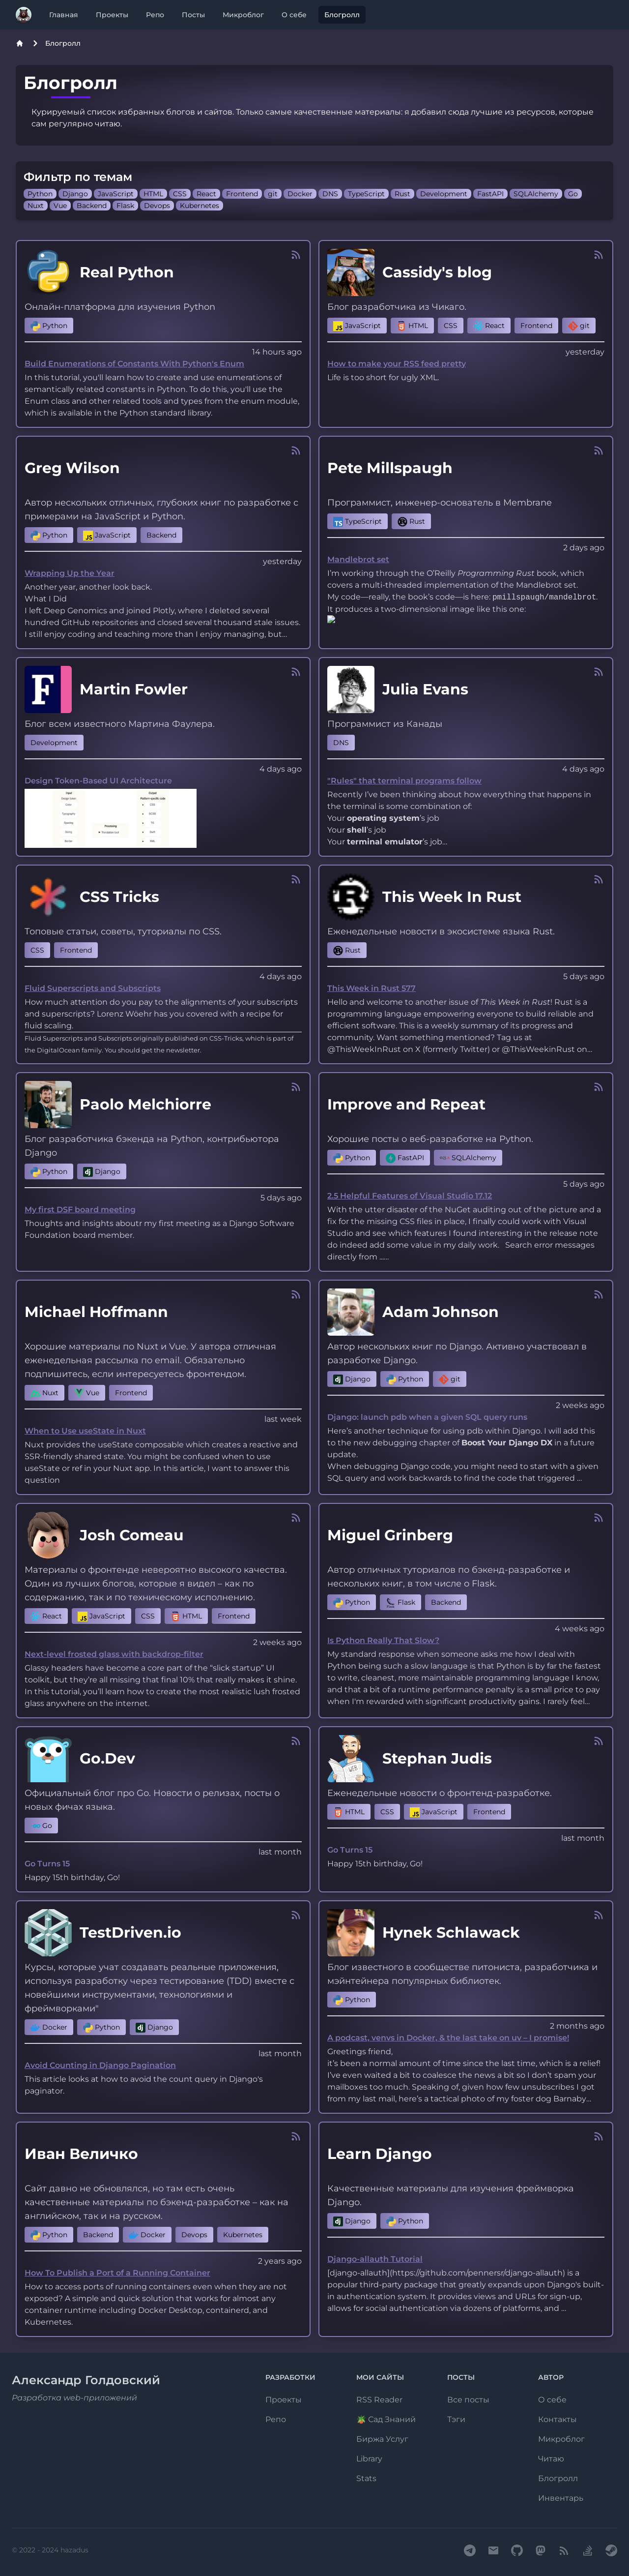 Главная Проекты Репо Посты Микроблог О себе Блогролл
Блогролл
Блогролл
Курируемый список избранных блогов и сайтов. Только самые качественные материалы: я добавил сюда лучшие из ресурсов, которые
сам регулярно читаю.
Фильтр по темам
Python Django JavaScript HTML CSS React Frontend git Docker DNS TypeScript Rust Development FastAPI SQLAlchemy Go
Nuxt Vue Backend Flask Devops Kubernetes
Real Python
Онлайн-платформа для изучения Python
Python
14 hours ago
Build Enumerations of Constants With Python's Enum
In this tutorial, you'll learn how to create and use enumerations of
semantically related constants in Python. To do this, you'll use the
Enum class and other related tools and types from the enum module,
which is available in the Python standard library.
Cassidy's blog
Блог разработчика из Чикаго.
JavaScript HTML CSS React Frontend git
yesterday
How to make your RSS feed pretty
Life is too short for ugly XML.
Greg Wilson
Автор нескольких отличных, глубоких книг по разработке с
примерами на JavaScript и Python.
Python JavaScript Backend
yesterday
Wrapping Up the Year
Another year, another look back.
What I Did
I left Deep Genomics and joined Plotly, where I deleted several
hundred GitHub repositories and closed several thousand stale issues.
I still enjoy coding and teaching more than I enjoy managing, but...
Pete Millspaugh
Программист, инженер-основатель в Membrane
TypeScript Rust
2 days ago
Mandlebrot set
I'm working through the O'Reilly Programming Rust book, which
covers a multi-threaded implementation of the Mandlebrot set.
My code—really, the book's code—is here: pmillspaugh/mandelbrot.
It produces a two-dimensional image like this one:
Martin Fowler
Блог всем известного Мартина Фаулера.
Development
4 days ago
Design Token-Based UI Architecture
Julia Evans
Программист из Канады
DNS
4 days ago
"Rules" that terminal programs follow
Recently I've been thinking about how everything that happens in
the terminal is some combination of:
Your operating system's job
Your shell's job
Your terminal emulator's job...
CSS Tricks
Топовые статьи, советы, туториалы по CSS.
CSS Frontend
4 days ago
Fluid Superscripts and Subscripts
How much attention do you pay to the alignments of your subscripts
and superscripts? Lorenz Wöehr has you covered with a recipe for
fluid scaling.
Fluid Superscripts and Subscripts originally published on CSS-Tricks, which is part of
the DigitalOcean family. You should get the newsletter.
This Week In Rust
Еженедельные новости в экосистеме языка Rust.
Rust
5 days ago
This Week in Rust 577
Hello and welcome to another issue of This Week in Rust! Rust is a
programming language empowering everyone to build reliable and
efficient software. This is a weekly summary of its progress and
community. Want something mentioned? Tag us at
@ThisWeekInRust on X (formerly Twitter) or @ThisWeekinRust on...
Paolo Melchiorre
Блог разработчика бэкенда на Python, контрибьютора
Django
Python Django
5 days ago
My first DSF board meeting
Thoughts and insights aboutr my first meeting as a Django Software
Foundation board member.
Improve and Repeat
Хорошие посты о веб-разработке на Python.
Python FastAPI SQLAlchemy
5 days ago
2.5 Helpful Features of Visual Studio 17.12
With the utter disaster of the NuGet auditing out of the picture and a
fix for the missing CSS files in place, I finally could work with Visual
Studio and see which features I found interesting in the release note
do indeed add some value in my daily work. Search error messages
directly from ......
Michael Hoffmann
Хорошие материалы по Nuxt и Vue. У автора отличная
еженедельная рассылка по email. Обязательно
подпишитесь, если интересуетесь фронтендом.
Nuxt Vue Frontend
last week
When to Use useState in Nuxt
Nuxt provides the useState composable which creates a reactive and
SSR-friendly shared state. You might be confused when to use
useState or ref in your Nuxt app. In this article, I want to answer this
question
Adam Johnson
Автор нескольких книг по Django. Активно участвовал в
разработке Django.
Django Python git
2 weeks ago
Django: launch pdb when a given SQL query runs
Here's another technique for using pdb within Django. I will add this
to the new debugging chapter of Boost Your Django DX in a future
update.
When debugging Django code, you might need to start with a given
SQL query and work backwards to find the code that triggered ...
Josh Comeau
Материалы о фронтенде невероятно высокого качества.
Один из лучших блогов, которые я видел – как по
содержанию, так и по техническому исполнению.
React JavaScript CSS HTML Frontend
2 weeks ago
Next-level frosted glass with backdrop-filter
Glassy headers have become a core part of the "slick startup" UI
toolkit, but they're all missing that final 10% that really makes it shine.
In this tutorial, you'll learn how to create the most realistic lush frosted
glass anywhere on the internet.
Miguel Grinberg
Автор отличных туториалов по бэкенд-разработке и
нескольких книг, в том числе о Flask.
Python Flask Backend
4 weeks ago
Is Python Really That Slow?
My standard response when someone asks me how I deal with
Python being such a slow language is that Python is by far the fastest
to write, cleanest, more maintainable programming language I know,
and that a bit of a runtime performance penalty is a small price to pay
when I'm rewarded with significant productivity gains. I rarely feel...
Go.Dev
Официальный блог про Go. Новости о релизах, посты о
новых фичах языка.
Go
last month
Go Turns 15
Happy 15th birthday, Go!
Stephan Judis
Еженедельные новости о фронтенд-разработке.
HTML CSS JavaScript Frontend
last month
Go Turns 15
Happy 15th birthday, Go!
TestDriven.io
Курсы, которые учат создавать реальные приложения,
используя разработку через тестирование (TDD) вместе с
новейшими инструментами, технологиями и
фреймворками"
Docker Python Django
last month
Avoid Counting in Django Pagination
This article looks at how to avoid the count query in Django's
paginator.
Hynek Schlawack
Блог известного в сообществе питониста, разработчика и
мэйнтейнера популярных библиотек.
Python
2 months ago
A podcast, venvs in Docker, & the last take on uv – I promise!
Greetings friend,
it's been a normal amount of time since the last time, which is a relief!
I've even waited a bit to coalesce the news a bit so I don't spam your
mailboxes too much. Speaking of, given how few unsubscribes I got
from my last mail, here's a tactical photo of my foster dog Barnaby...
Иван Величко
Сайт давно не обновлялся, но там есть очень
качественные материалы по бэкенд-разработке – как на
английском, так и на русском.
Python Backend Docker Devops Kubernetes
2 years ago
How To Publish a Port of a Running Container
How to access ports of running containers even when they are not
exposed? A simple and quick solution that works for almost any
container runtime including Docker Desktop, containerd, and
Kubernetes.
Learn Django
Качественные материалы для изучения фреймворка
Django.
Django Python
Django-allauth Tutorial
[django-allauth](https://github.com/pennersr/django-allauth) is a
popular third-party package that greatly expands upon Django's built-
in authentication system. It provides views and URLs for sign-up,
allows for social authentication via dozens of platforms, and ...
Александр Голдовский
Разработка web-приложений
РАЗРАБОТКИ
Проекты
Репо
МОИ САЙТЫ
RSS Reader
🪴 Сад Знаний
Биржа Услуг
Library
Stats
ПОСТЫ
Все посты
Тэги
АВТОР
О себе
Контакты
Микроблог
Читаю
Блогролл
Инвентарь
© 2022 - 2024 hazadus